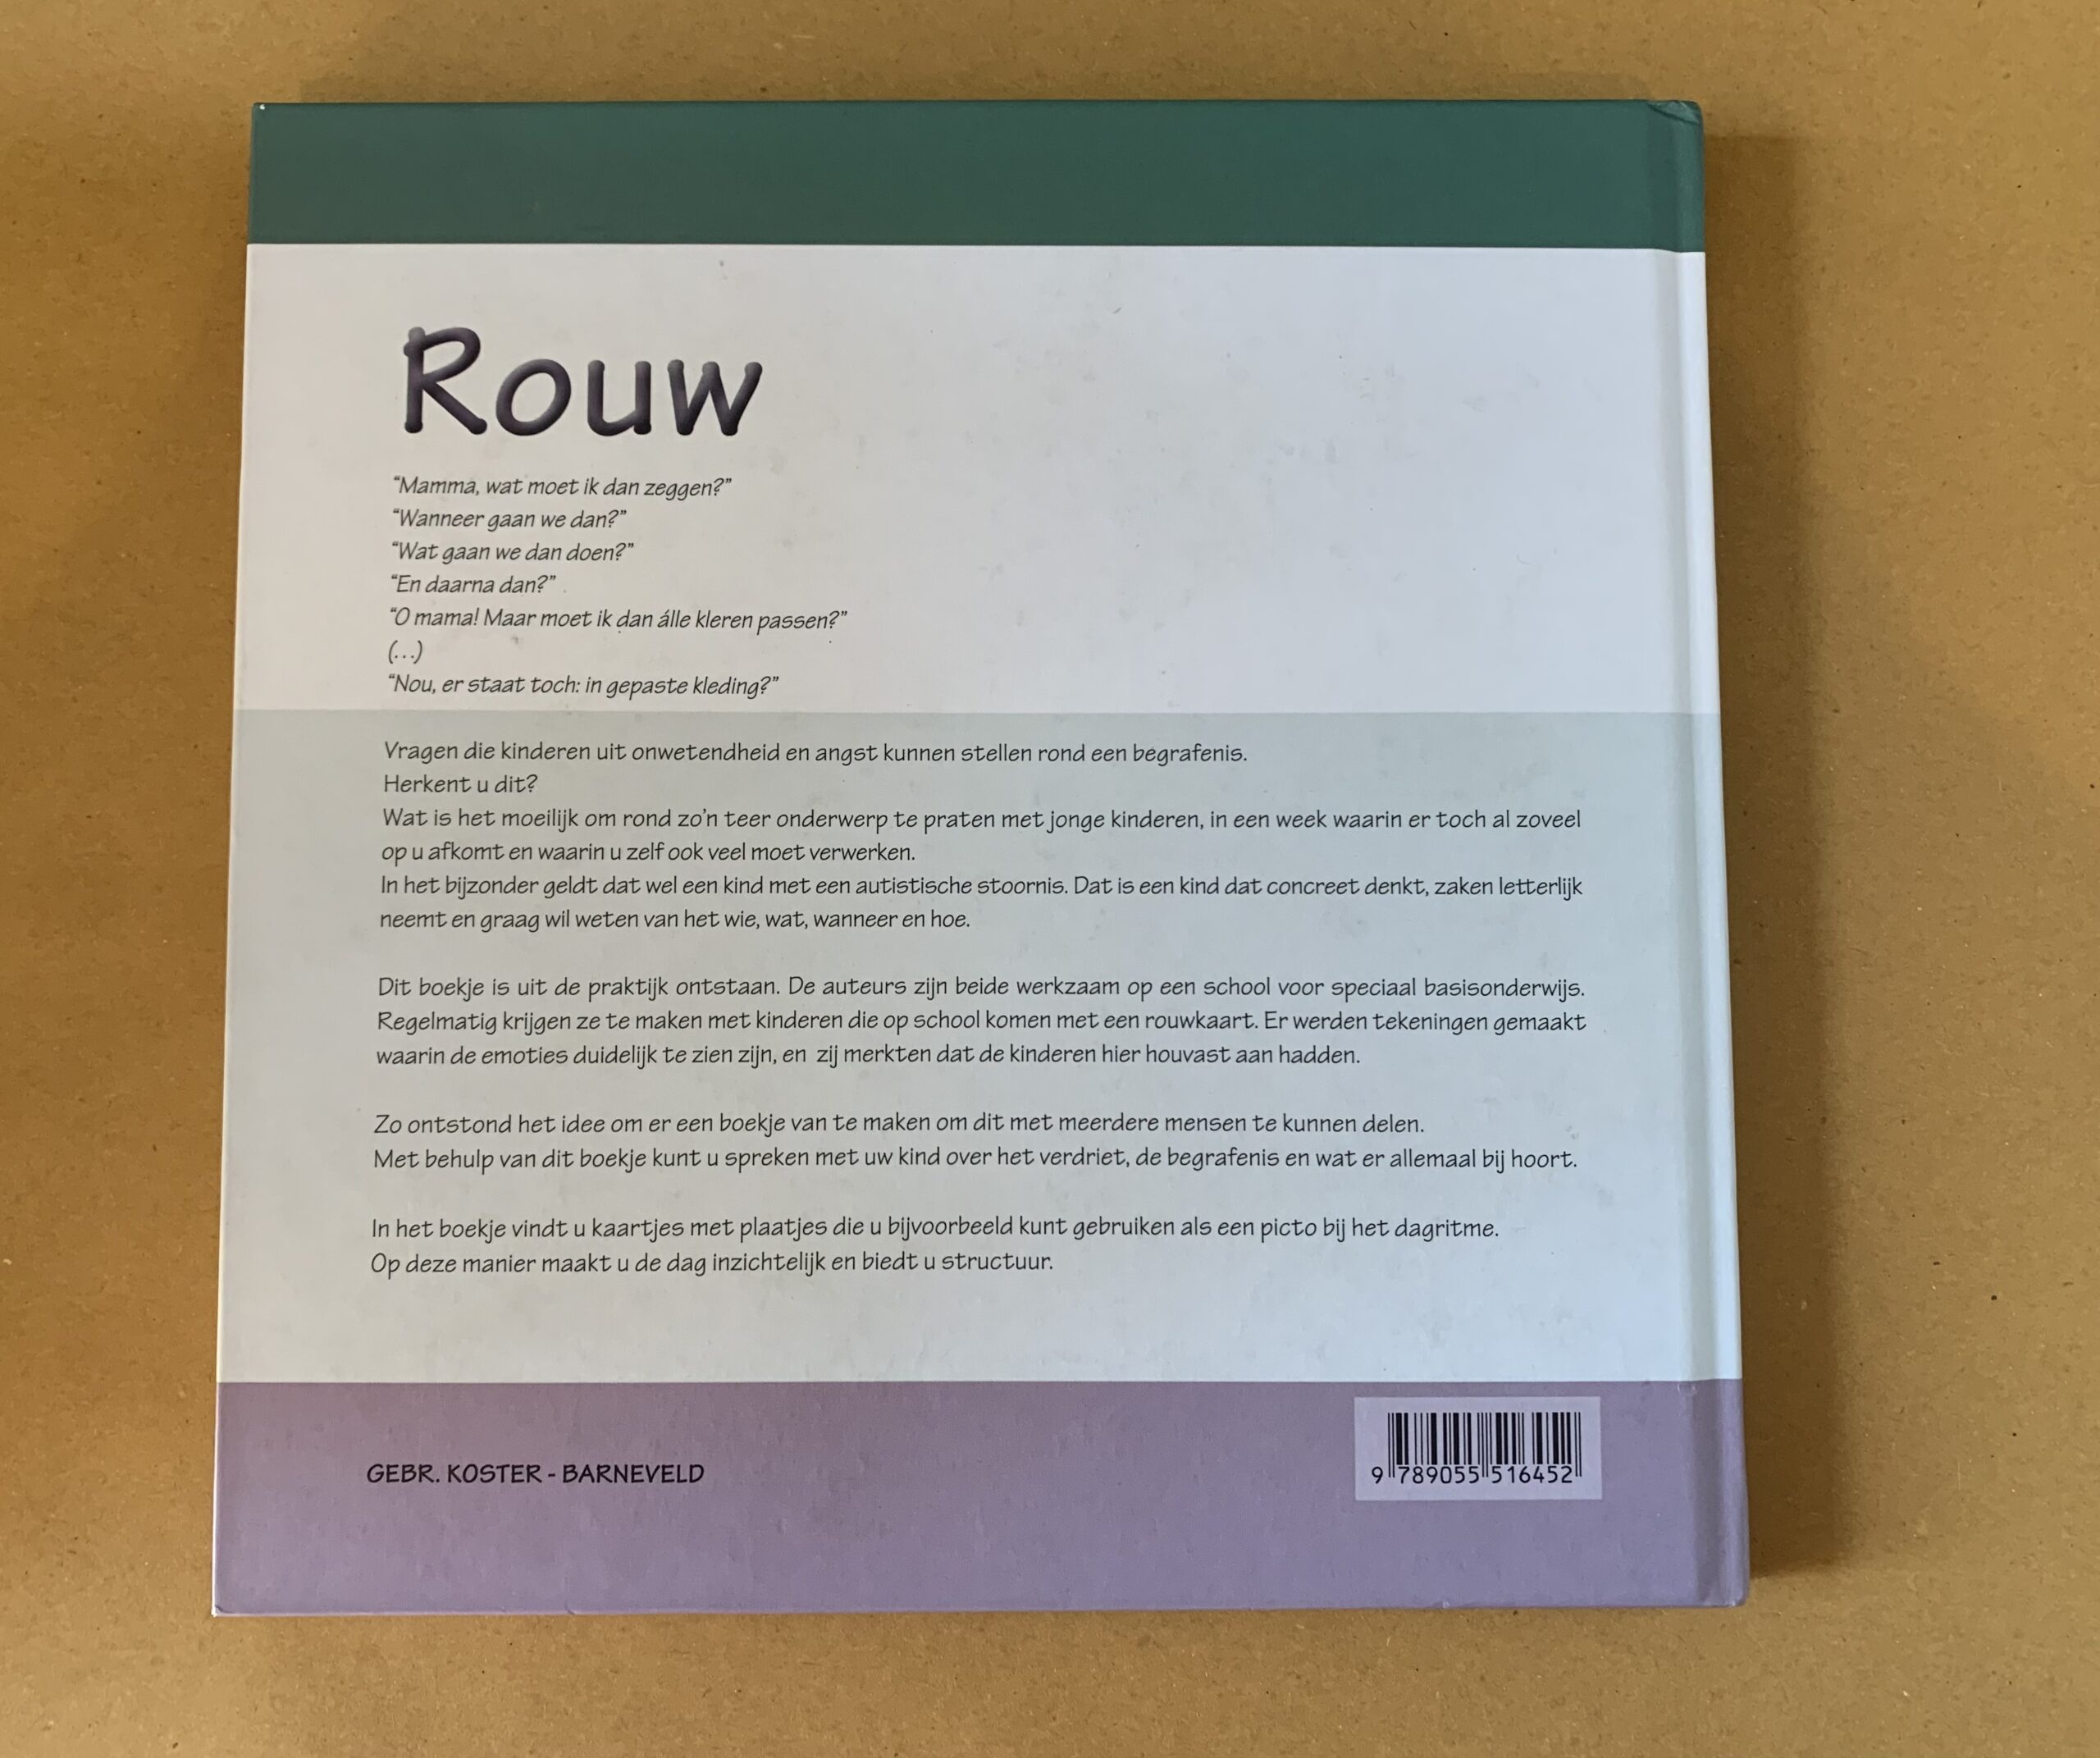 Rouw
“Mamma, wat moet ik dan zeggen?”
“Wanneer gaan we dan?”
“Wat gaan we dan doen?”
“En daarna dan?”
“O mama! Maar moet ik dan álle kleren passen?”
(...)
“Nou, er staat toch: in gepaste kleding?”
Vragen die kinderen uit onwetendheid en angst kunnen stellen rond een begrafenis.
Herkent u dit?
Wat is het moeilijk om rond zo’n teer onderwerp te praten met jonge kinderen, in een week waarin er toch al zoveel
op u afkomt en waarin u zelf ook veel moet verwerken.
In het bijzonder geldt dat wel een kind met een autistische stoornis. Dat is een kind dat concreet denkt, zaken letterlijk
neemt en graag wil weten van het wie, wat, wanneer en hoe.
Dit boekje is uit de praktijk ontstaan. De auteurs zijn beide werkzaam op een school voor speciaal basisonderwijs.
Regelmatig krijgen ze te maken met kinderen die op school komen met een rouwkaart. Er werden tekeningen gemaakt
waarin de emoties duidelijk te zien zijn, en zij merkten dat de kinderen hier houvast aan hadden.
Zo ontstond het idee om er een boekje van te maken om dit met meerdere mensen te kunnen delen.
Met behulp van dit boekje kunt u spreken met uw kind over het verdriet, de begrafenis en wat er allemaal bij hoort.
In het boekje vindt u kaartjes met plaatjes die u bijvoorbeeld kunt gebruiken als een picto bij het dagritme.
Op deze manier maakt u de dag inzichtelijk en biedt u structuur.
GEBR. KOSTER - BARNEVELD
9 789055 516452